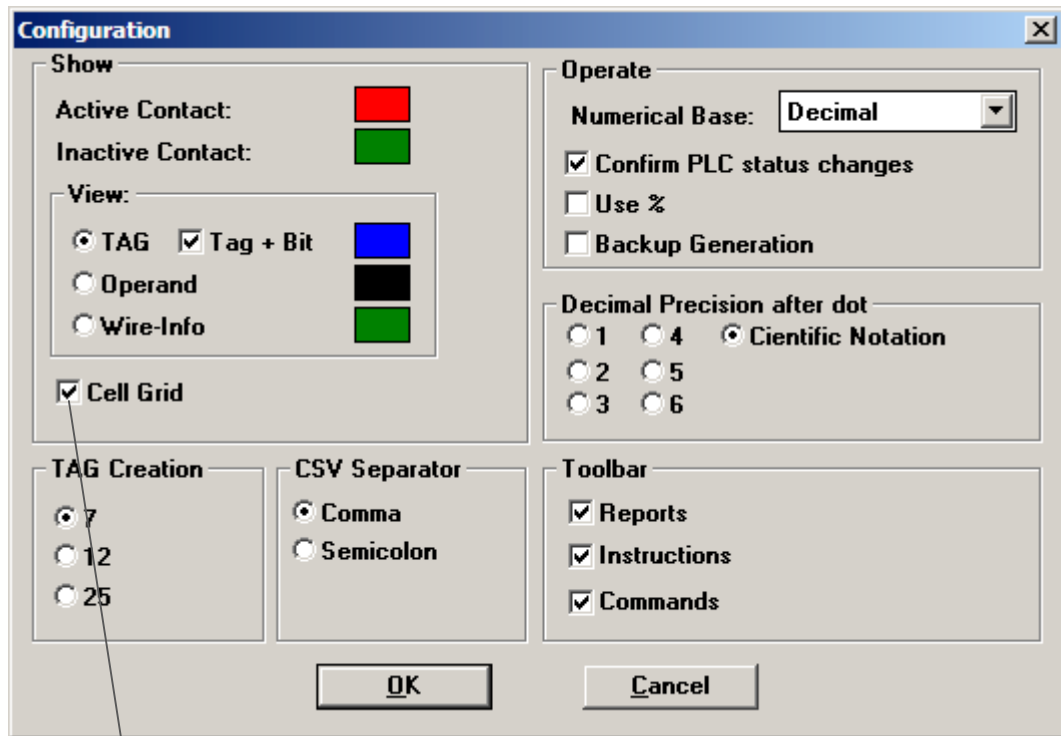 Configuration
Show
Active Contact:
Inactive Contact:
View:
TAG Tag + Bit
Operand
Wire-Info
Cell Grid
Operate
Numerical Base: Decimal
Confirm PLC status changes
Use %
Backup Generation
Decimal Precision after dot
1 4 Cientific Notation
2 5
3 6
TAG Creation
7
12
25
CSV Separator
Comma
Semicolon
Toolbar
Reports
Instructions
Commands
OK Cancel